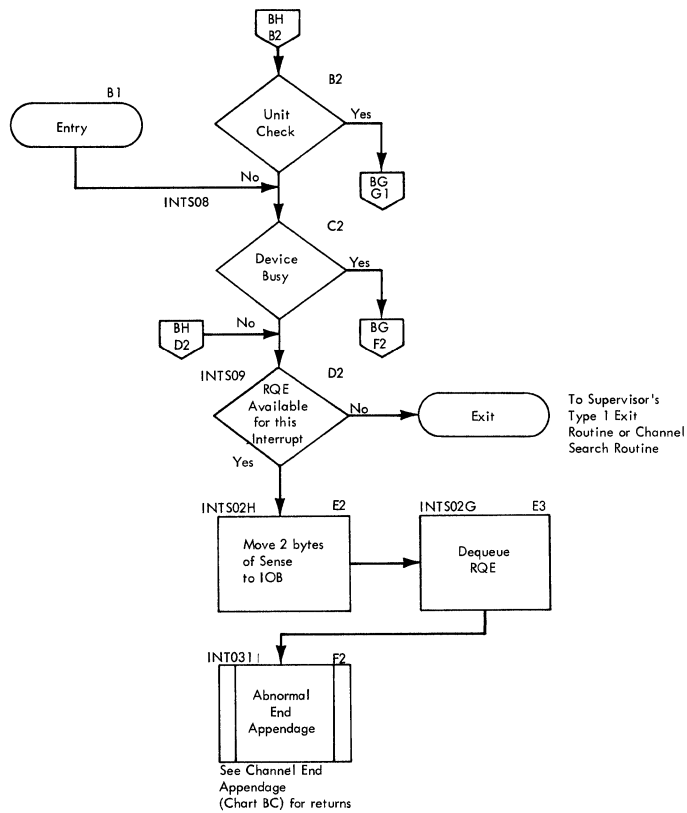 BH
B2
B2
Unit
Check
Yes
B1
Entry
No
INTS08
BG
G1
C2
Device
Busy
Yes
BH
D2
No
BG
F2
INTS09
D2
RQE
Available
for this
Interrupt
No
Yes
Exit
To Supervisor's
Type 1 Exit
Routine or Channel
Search Routine
INTS02H
E2
Move 2 bytes
of Sense
to IOB
INTS02G
E3
Dequeue
RQE
INT031
F2
Abnormal
End
Appendage
See Channel End
Appendage
(Chart BC) for returns